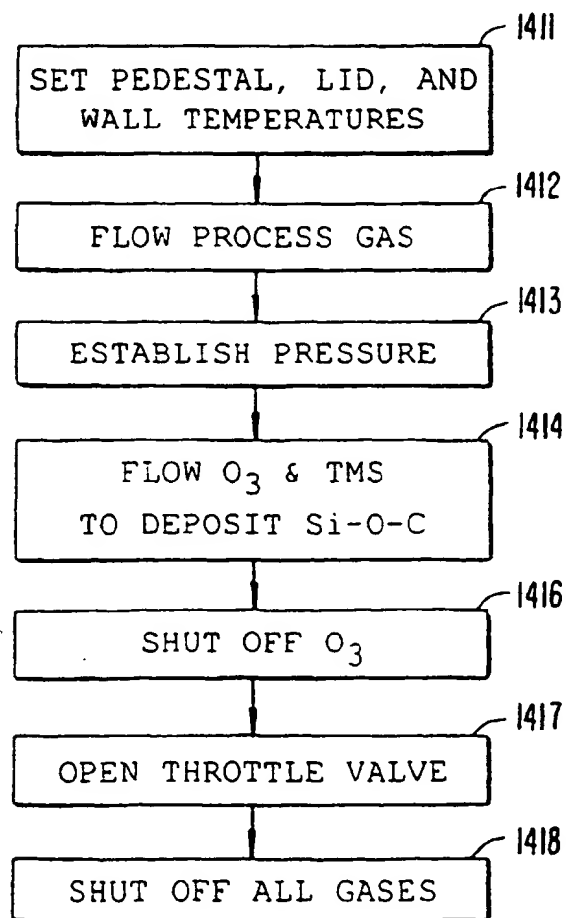 1411
SET PEDESTAL, LID, AND
WALL TEMPERATURES
1412
FLOW PROCESS GAS
1413
ESTABLISH PRESSURE
1414
FLOW O3 & TMS
TO DEPOSIT Si-O-C
1416
SHUT OFF O3
1417
OPEN THROTTLE VALVE
1418
SHUT OFF ALL GASES